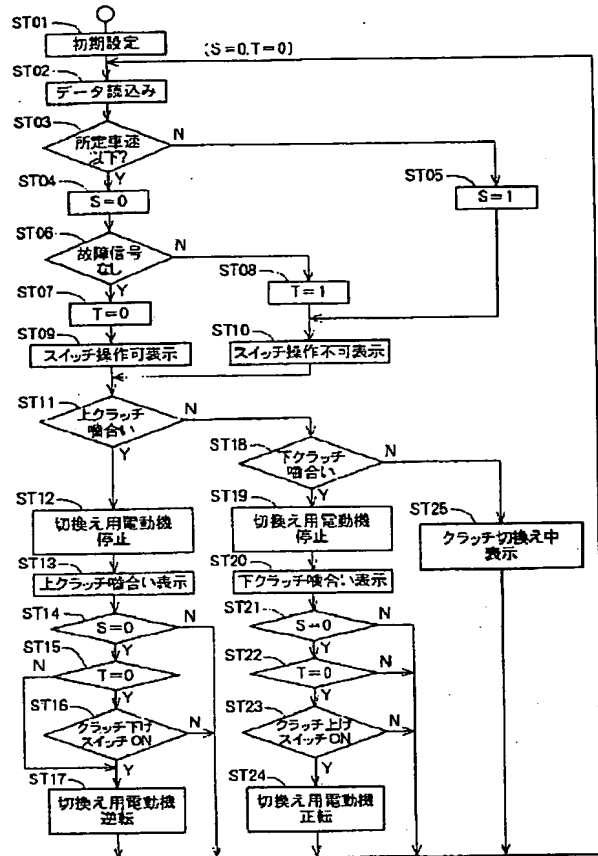 ST01
初期設定
(S=0,T=0)
ST02
データ読込み
ST03
所定車速
以下?
N
Y
ST04
S=0
ST05
S=1
ST06
故障信号
なし
N
Y
ST07
T=0
ST08
T=1
ST09
スイッチ操作可表示
ST10
スイッチ操作不可表示
ST11
上クラッチ
噛合い
N
Y
ST18
下クラッチ
噛合い
N
Y
ST12
切換え用電動機
停止
ST19
切換え用電動機
停止
ST25
クラッチ切換え中
表示
ST13
上クラッチ噛合い表示
ST20
下クラッチ噛合い表示
ST14
S=0
N
Y
ST21
S=0
N
Y
ST15
N
T=0
Y
ST22
T=0
N
Y
ST16
クラッチ下げ
スイッチON
N
Y
ST23
クラッチ上げ
スイッチON
N
Y
ST17
切換え用電動機
逆転
ST24
切換え用電動機
正転